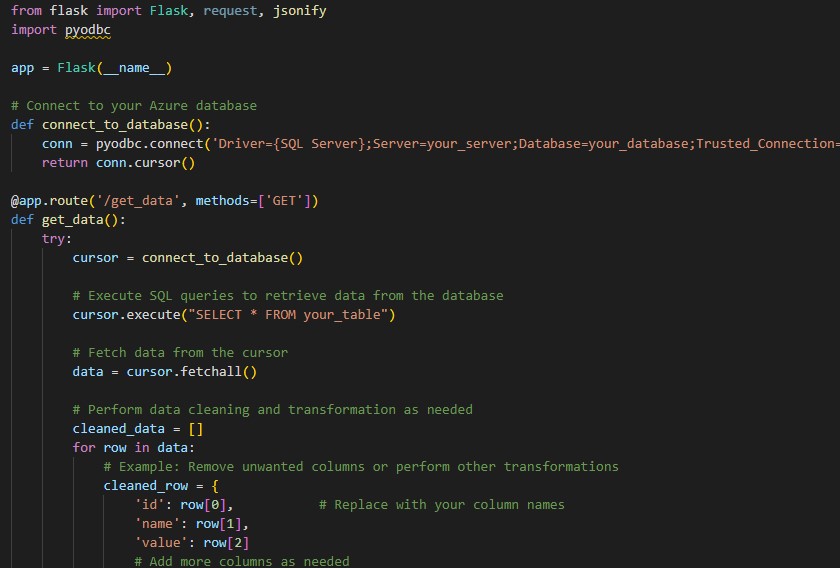 from flask import Flask, request, jsonify
import pyodbc
app = Flask(__name__)
# Connect to your Azure database
def connect_to_database():
conn = pyodbc.connect('Driver={SQL Server};Server=your_server;Database=your_database;Trusted_Connection=
return conn.cursor()
@app.route('/get_data', methods=['GET'])
def get_data():
try:
cursor = connect_to_database()
# Execute SQL queries to retrieve data from the database
cursor.execute("SELECT * FROM your_table")
# Fetch data from the cursor
data = cursor.fetchall()
# Perform data cleaning and transformation as needed
cleaned_data = []
for row in data:
# Example: Remove unwanted columns or perform other transformations
cleaned_row = {
'id': row[0], # Replace with your column names
'name': row[1],
'value': row[2]
# Add more columns as needed